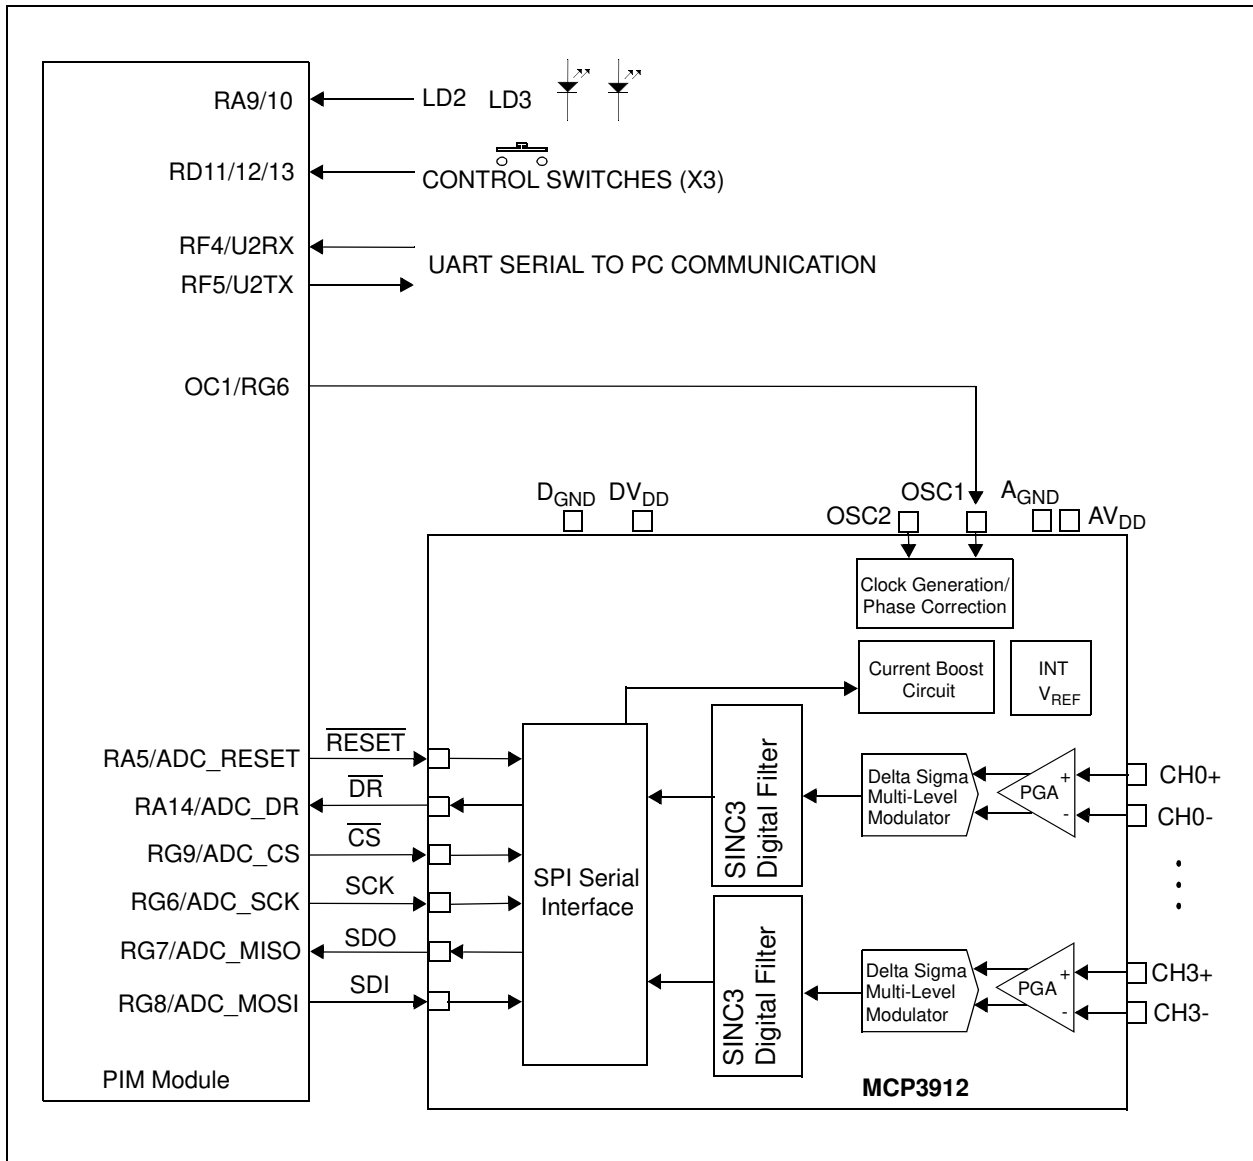 RA9/10
LD2 LD3
RD11/12/13
CONTROL SWITCHES (X3)
RF4/U2RX
RF5/U2TX
UART SERIAL TO PC COMMUNICATION
OC1/RG6
DGND
DVDD
OSC2
OSC1
AGND
AVDD
Clock Generation/
Phase Correction
Current Boost
Circuit
INT
VREF
RA5/ADC_RESET
RESET
RA14/ADC_DR
DR
RG9/ADC_CS
CS
RG6/ADC_SCK
SCK
RG7/ADC_MISO
SDO
RG8/ADC_MOSI
SDI
PIM Module
SPI Serial
Interface
SINC3
Digital Filter
Delta Sigma
Multi-Level
Modulator
PGA
+
-
CH0+
CH0-
SINC3
Digital Filter
Delta Sigma
Multi-Level
Modulator
PGA
+
-
CH3+
CH3-
MCP3912